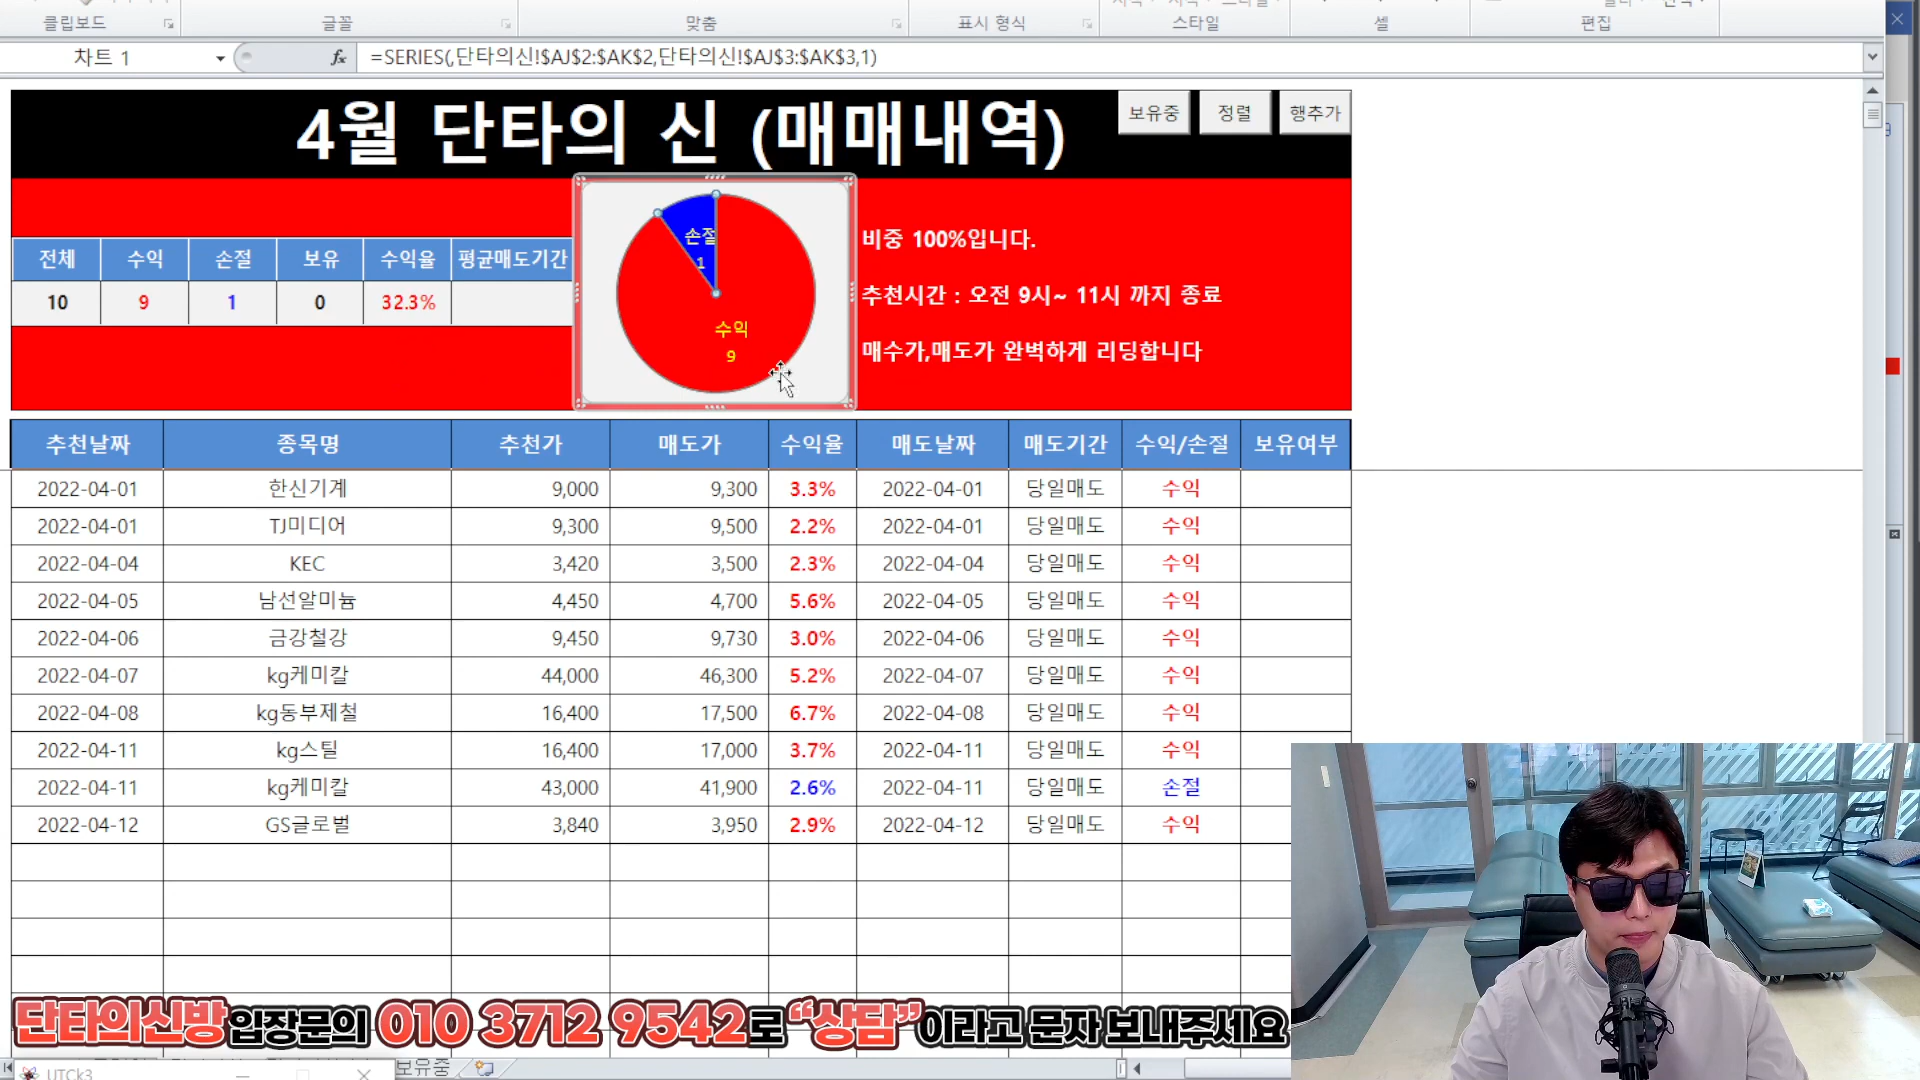 클립보드 글꼴 맞춤 표시 형식 스타일 셀 편집
차트 1 fx =SERIES(,단타의신!$AJ$2:$AK$2,단타의신!$AJ$3:$AK$3,1)
4월 단타의 신 (매매내역)
보유중 정렬 행추가
전체 수익 손절 보유 수익율 평균매도기간
10 9 1 0 32.3%
손절
1
수익
9
비중 100%입니다.
추천시간 : 오전 9시~ 11시 까지 종료
매수가,매도가 완벽하게 리딩합니다
추천날짜 종목명 추천가 매도가 수익율 매도날짜 매도기간 수익/손절 보유여부
2022-04-01 한신기계 9,000 9,300 3.3% 2022-04-01 당일매도 수익
2022-04-01 TJ미디어 9,300 9,500 2.2% 2022-04-01 당일매도 수익
2022-04-04 KEC 3,420 3,500 2.3% 2022-04-04 당일매도 수익
2022-04-05 남선알미늄 4,450 4,700 5.6% 2022-04-05 당일매도 수익
2022-04-06 금강철강 9,450 9,730 3.0% 2022-04-06 당일매도 수익
2022-04-07 kg케미칼 44,000 46,300 5.2% 2022-04-07 당일매도 수익
2022-04-08 kg동부제철 16,400 17,500 6.7% 2022-04-08 당일매도 수익
2022-04-11 kg스틸 16,400 17,000 3.7% 2022-04-11 당일매도 수익
2022-04-11 kg케미칼 43,000 41,900 2.6% 2022-04-11 당일매도 손절
2022-04-12 GS글로벌 3,840 3,950 2.9% 2022-04-12 당일매도 수익
단타의신방 입장문의 010 3712 9542로 “상담”이라고 문자 보내주세요
보유중
UTCk3